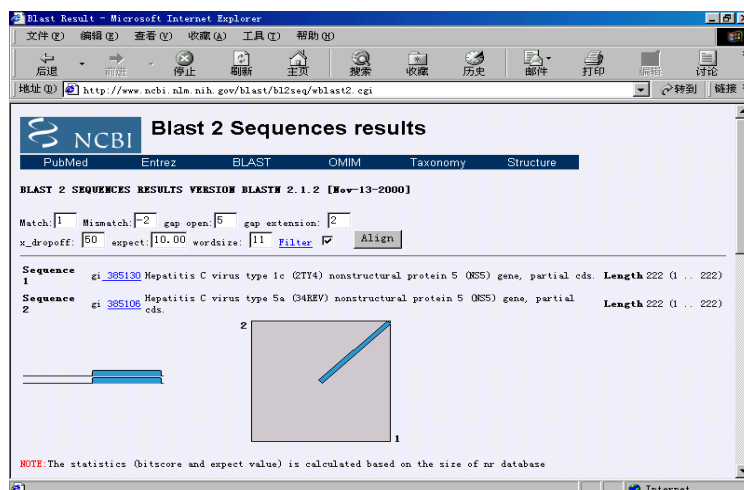 Blast Result - Microsoft Internet Explorer
文件(F) 编辑(E) 查看(V) 收藏(A) 工具(T) 帮助(H)
后退 前进 停止 刷新 主页 搜索 收藏 历史 邮件 打印 编辑 讨论
地址(D) http://www.ncbi.nlm.nih.gov/blast/bl2seq/wblast2.cgi 转到 链接
NCBI Blast 2 Sequences results
PubMed Entrez BLAST OMIM Taxonomy Structure
BLAST 2 SEQUENCES RESULTS VERSION BLASTN 2.1.2 [Nov-13-2000]
Match: 1 Mismatch: -2 gap open: 5 gap extension: 2
x_dropoff: 50 expect: 10.00 wordsize: 11 Filter Align
Sequence 1 gi 385130 Hepatitis C virus type 1c (2TY4) nonstructural protein 5 (NS5) gene, partial cds. Length 222 (1 .. 222)
Sequence 2 gi 385106 Hepatitis C virus type 5a (34REV) nonstructural protein 5 (NS5) gene, partial cds. Length 222 (1 .. 222)
2
1
NOTE:The statistics (bitscore and expect value) is calculated based on the size of nr database
Internet